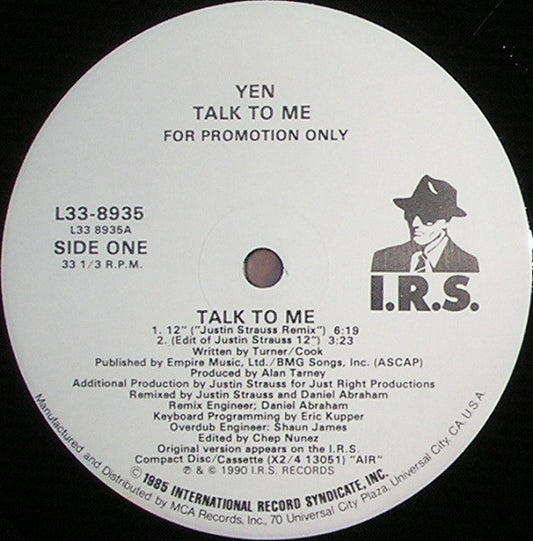 YEN
TALK TO ME
FOR PROMOTION ONLY
L33-8935
L33 8935A
SIDE ONE
33 1/3 R.P.M.
I.R.S.
TALK TO ME
1. 12" ("Justin Strauss Remix") 6:19
2. (Edit of Justin Strauss 12") 3:23
Written by Turner/Cook
Published by Empire Music, Ltd./BMG Songs, Inc. (ASCAP)
Produced by Alan Tarney
Additional Production by Justin Strauss for Just Right Productions
Remixed by Justin Strauss and Daniel Abraham
Remix Engineer; Daniel Abraham
Keyboard Programming by Eric Kupper
Overdub Engineer: Shaun James
Edited by Chep Nunez
Original version appears on the I.R.S.
Compact Disc/Cassette (X2/4 13051) "AIR"
℗ & © 1990 I.R.S. RECORDS
© 1985 INTERNATIONAL RECORD SYNDICATE, INC.
Manufactured and Distributed by MCA Records, Inc., 70 Universal City Plaza, Universal City, CA. U.S.A.